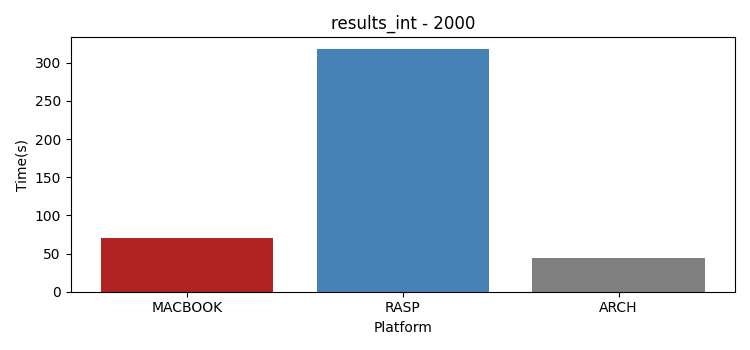 results_int - 2000
Time(s)
300
250
200
150
100
50
0
MACBOOK RASP ARCH
Platform